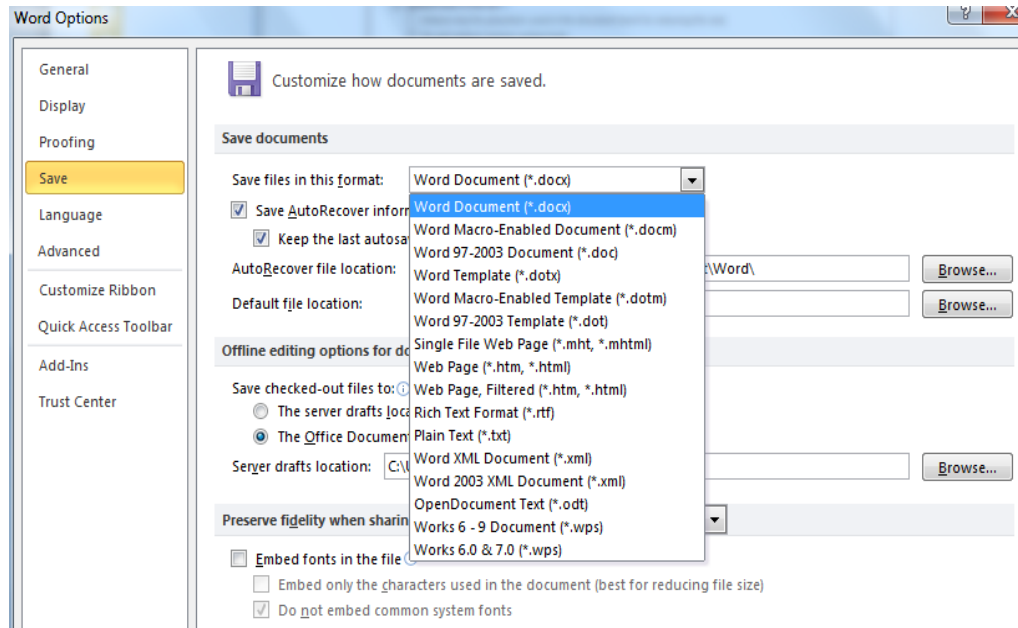 Word Options
General
Display
Proofing
Save
Language
Advanced
Customize Ribbon
Quick Access Toolbar
Add-Ins
Trust Center
Customize how documents are saved.
Save documents
Save files in this format: Word Document (*.docx)
Word Document (*.docx)
Save AutoRecover
Word Macro-Enabled Document (*.docm)
Keep the last
Word 97-2003 Document (*.doc)
AutoRecover file location: \Word\ Browse...
Word Template (*.dotx)
Word Macro-Enabled Template (*.dotm)
Default file location: Browse...
Word 97-2003 Template (*.dot)
Single File Web Page (*.mht, *.mhtml)
Offline editing options for
Web Page (*.htm, *.html)
Save checked-out files to:
Web Page, Filtered (*.htm, *.html)
The server drafts
Rich Text Format (*.rtf)
The Office
Plain Text (*.txt)
Word XML Document (*.xml)
Server drafts location: C:\ Browse...
Word 2003 XML Document (*.xml)
OpenDocument Text (*.odt)
Preserve fidelity when
Works 6 - 9 Document (*.wps)
Works 6.0 & 7.0 (*.wps)
Embed fonts in the file
Embed only the characters used in the document (best for reducing file size)
Do not embed common system fonts